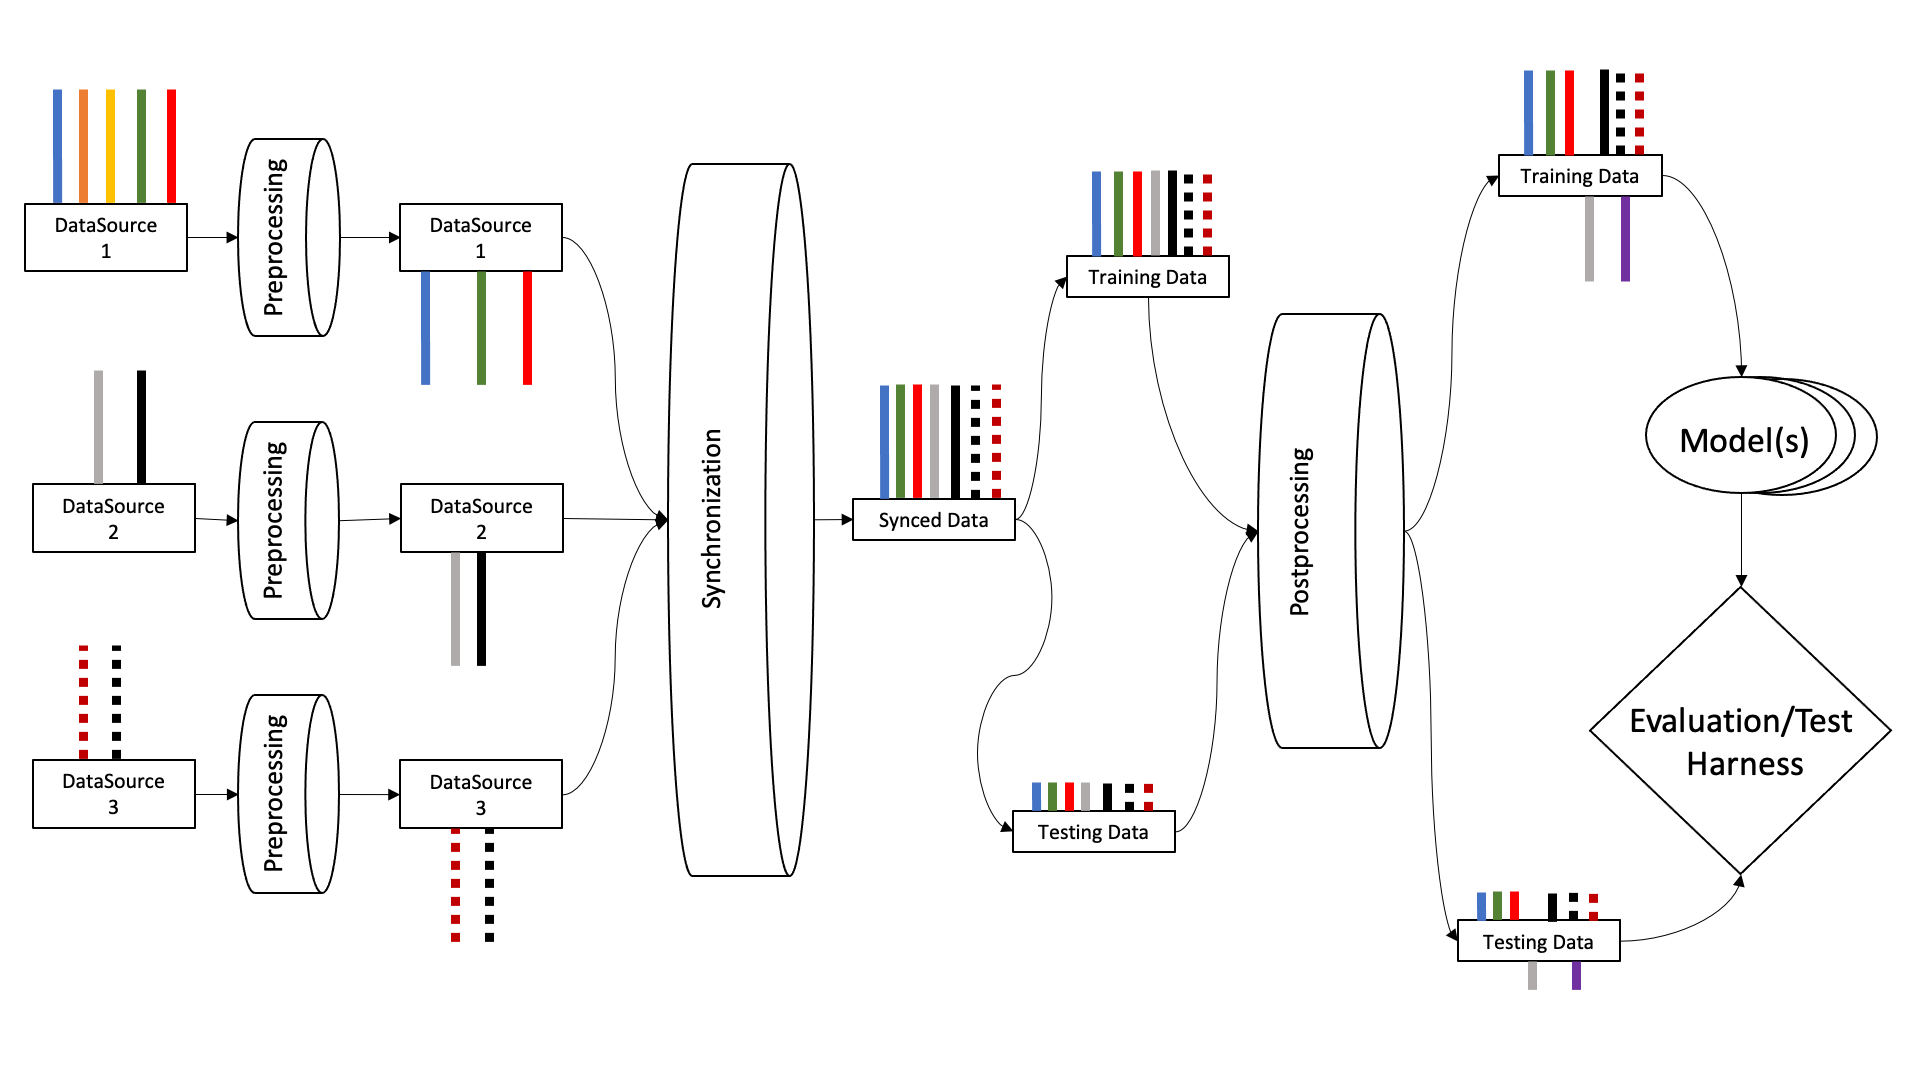 DataSource
1
Preprocessing
DataSource
1
DataSource
2
Preprocessing
DataSource
2
DataSource
3
Preprocessing
DataSource
3
Synchronization
Synced Data
Training Data
Testing Data
Postprocessing
Training Data
Model(s)
Evaluation/Test
Harness
Testing Data